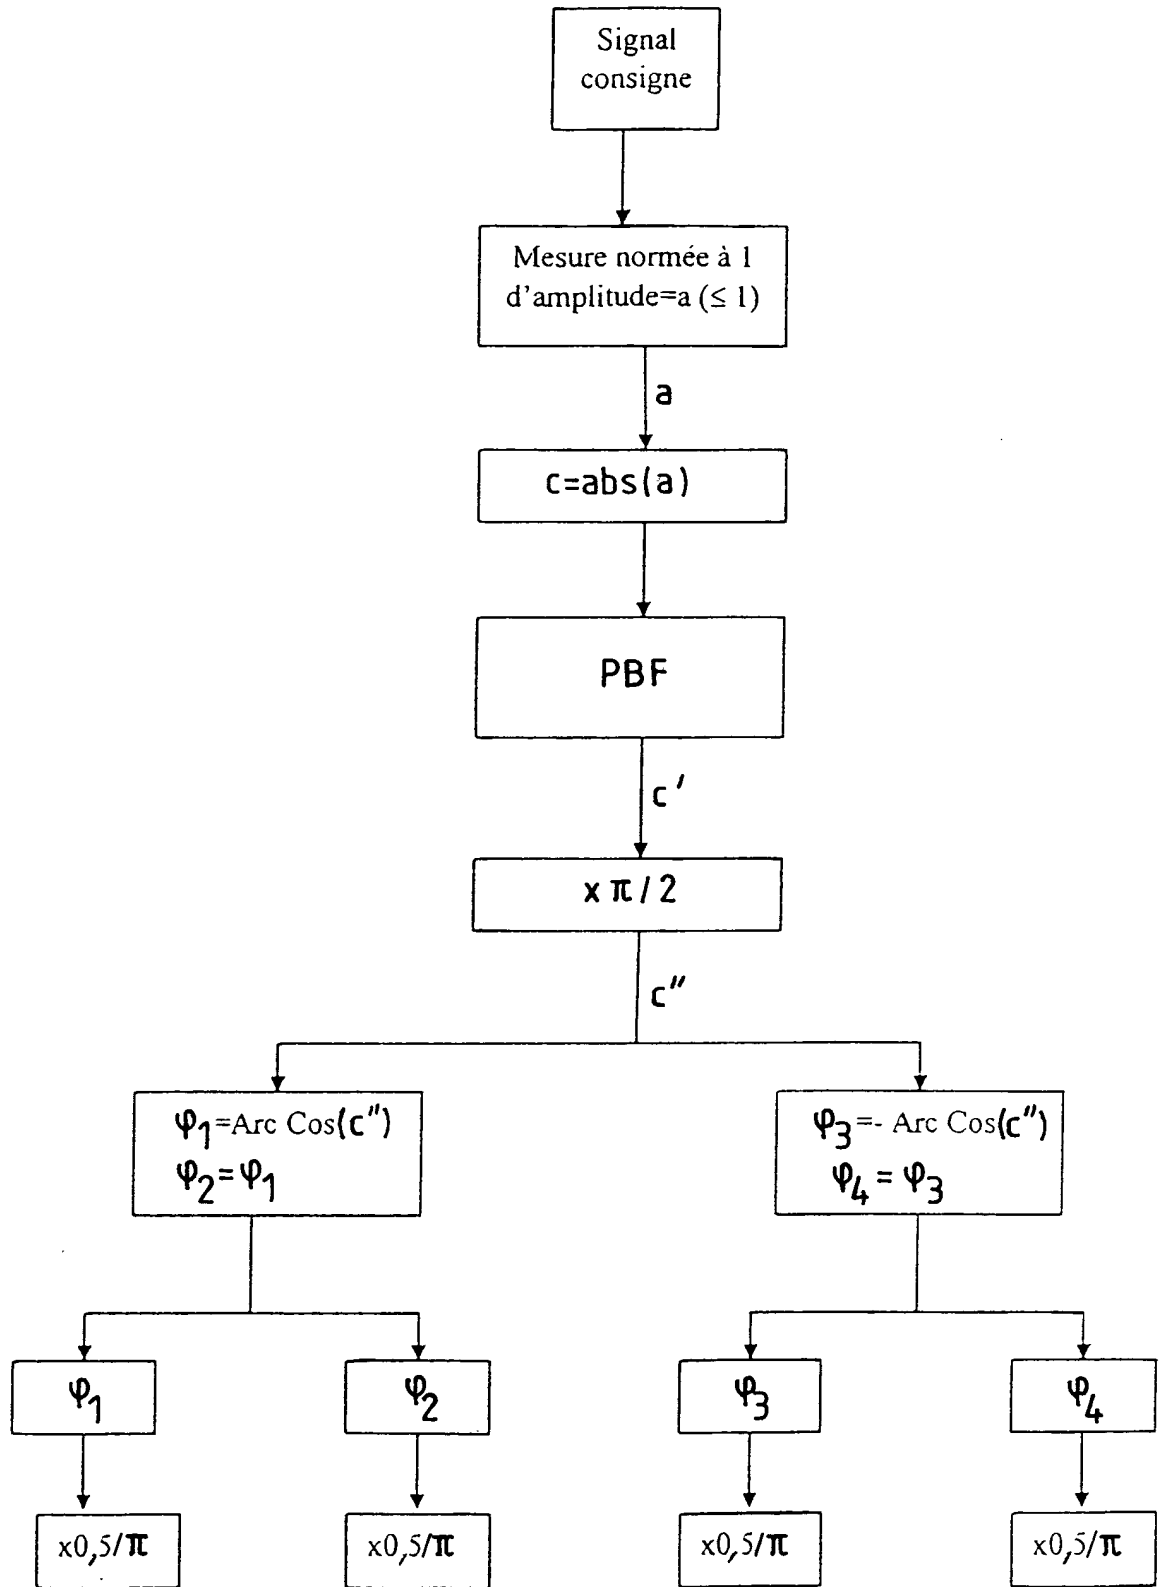 Signal
consigne
Mesure normée à 1
d'amplitude=a (≤ 1)
a
c=abs(a)
PBF
c'
x π / 2
c"
φ1=Arc Cos(c")
φ2=φ1
φ3=- Arc Cos(c")
φ4 = φ3
φ1
φ2
φ3
φ4
x0,5/π
x0,5/π
x0,5/π
x0,5/π